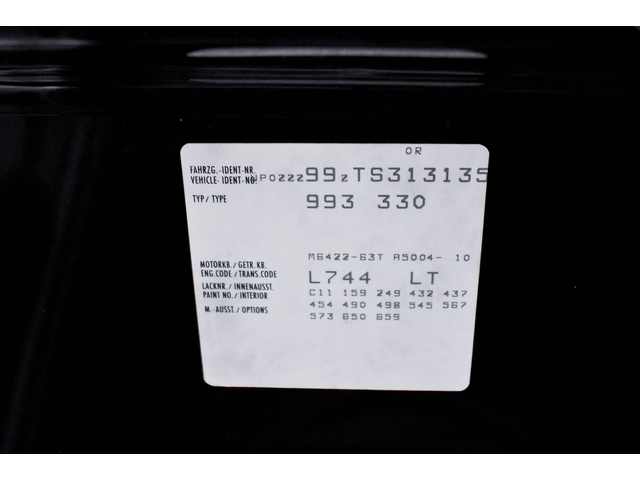 OR
FAHRZG.-IDENT-NR. WP0ZZZ99zTS313135
VEHICLE-IDENT-NO!
TYP/TYPE 993 330
M6422-63T A5004- 10
MOTORKB./GETR.KB.
ENG.CODE/TRANS.CODE L744 LT
LACKNR./INNENAUSST. C11 159 249 432 437
PAINT NO./INTERIOR 454 490 498 545 567
M.-AUSST./OPTIONS 573 650 659